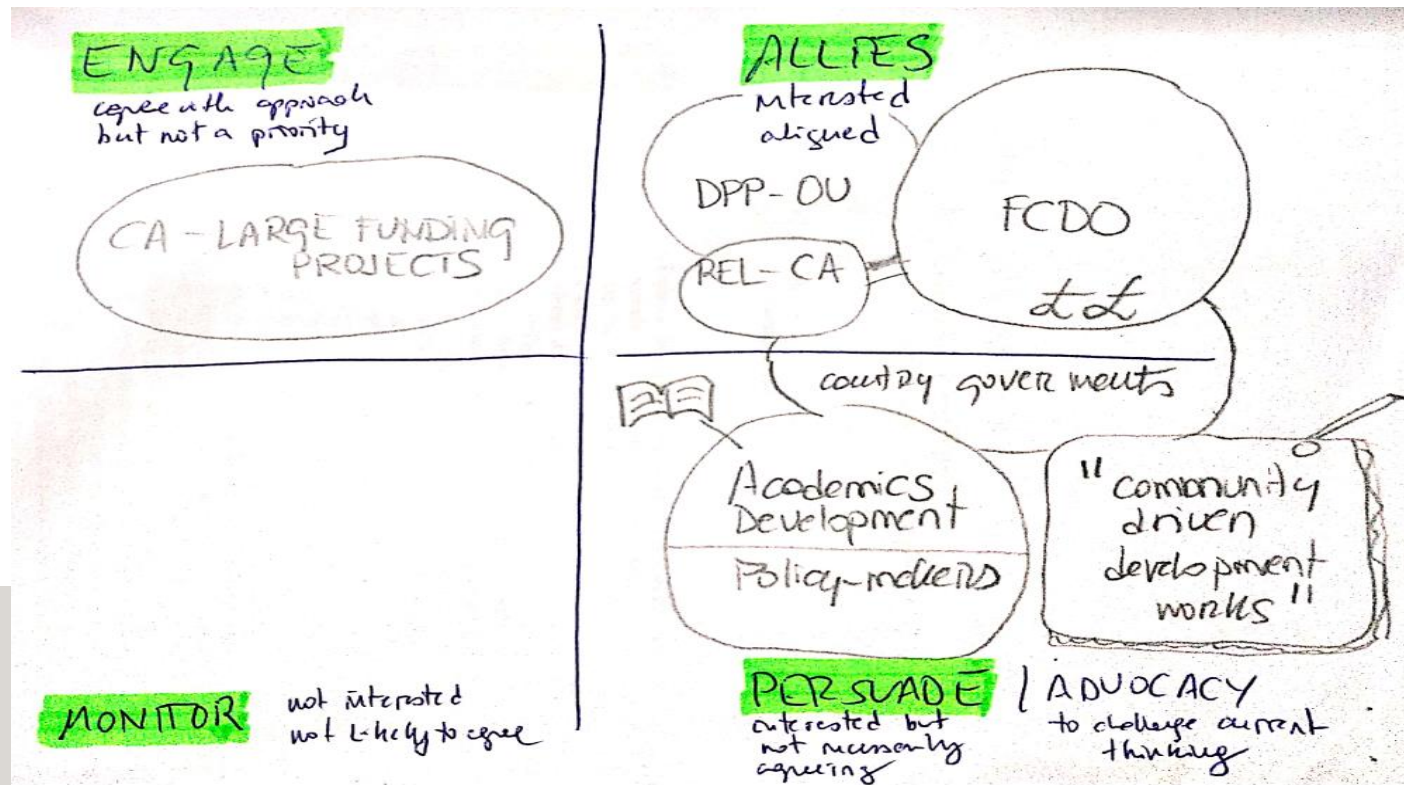 ENGAGE
agree with approach
but not a priority
CA - LARGE FUNDING
PROJECTS
ALLIES
interested
aligned
DPP - OU
REL - CA
FCDO
££
country governments
Academics
Development
Policy-makers
"community
driven
development
works"
MONITOR
not interested
not likely to agree
PERSUADE / ADVOCACY
interested but
not necessarily
agreeing
to challenge current
thinking